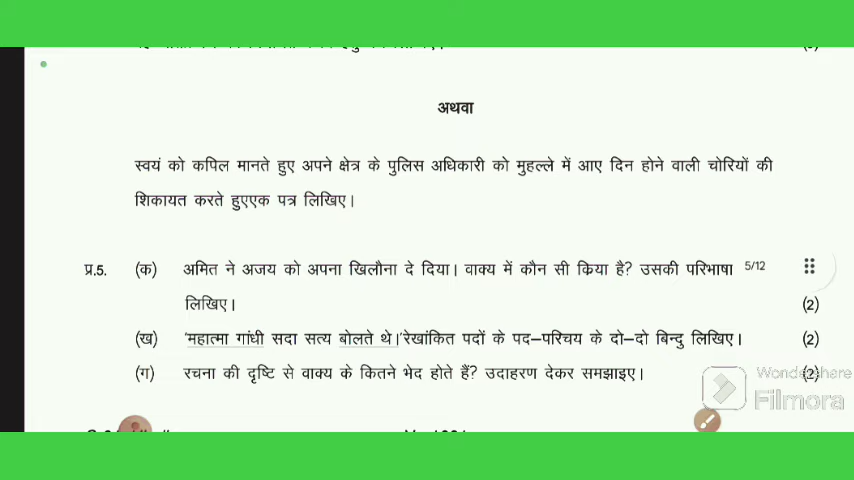 अथवा
स्वयं को कपिल मानते हुए अपने क्षेत्र के पुलिस अधिकारी को मुहल्ले में आए दिन होने वाली चोरियों की
शिकायत करते हुएएक पत्र लिखिए।
प्र.5. (क) अमित ने अजय को अपना खिलौना दे दिया। वाक्य में कौन सी क्रिया है? उसकी परिभाषा 5/12
लिखिए। (2)
(ख) 'महात्मा गांधी सदा सत्य बोलते थे।'रेखांकित पदों के पद–परिचय के दो–दो बिन्दु लिखिए। (2)
(ग) रचना की दृष्टि से वाक्य के कितने भेद होते हैं? उदाहरण देकर समझाइए। (2)
Wondershare
Filmora